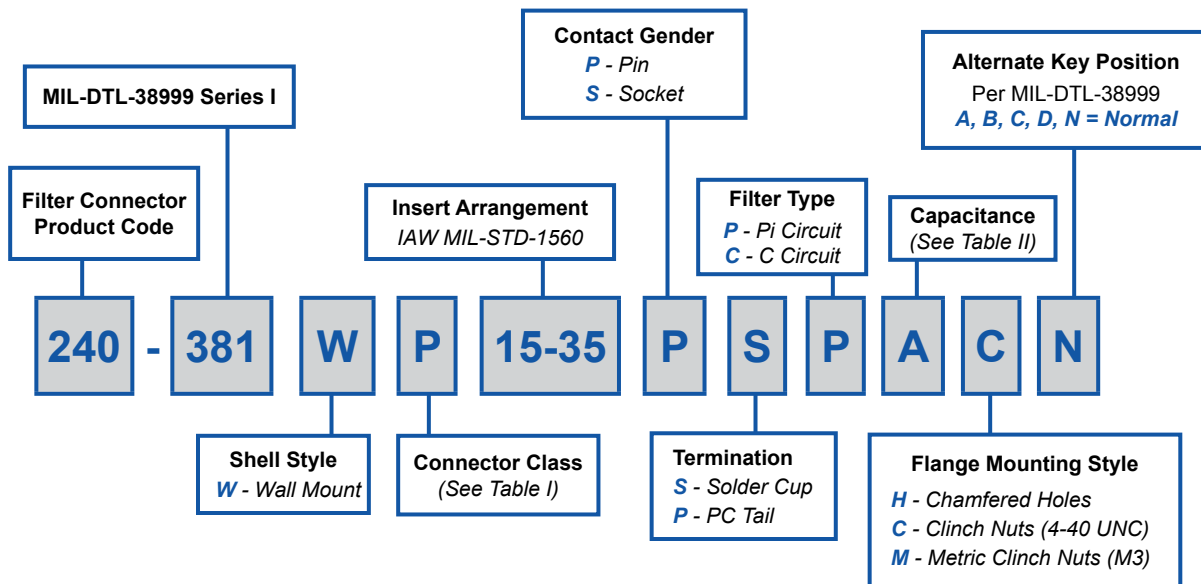 Contact Gender
P - Pin
S - Socket
Alternate Key Position
Per MIL-DTL-38999
A, B, C, D, N = Normal
MIL-DTL-38999 Series I
Filter Connector
Product Code
Insert Arrangement
IAW MIL-STD-1560
Filter Type
P - Pi Circuit
C - C Circuit
Capacitance
(See Table II)
240 - 381 W P 15-35 P S P A C N
Shell Style
W - Wall Mount
Connector Class
(See Table I)
Termination
S - Solder Cup
P - PC Tail
Flange Mounting Style
H - Chamfered Holes
C - Clinch Nuts (4-40 UNC)
M - Metric Clinch Nuts (M3)